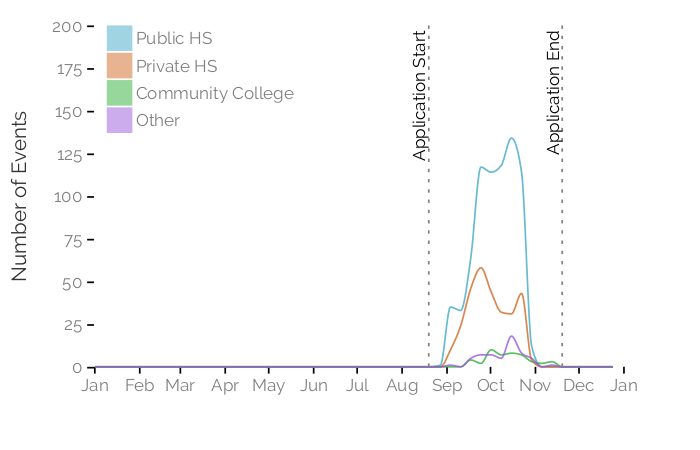 Number of Events
200
175
150
125
100
75
50
25
0
Public HS
Private HS
Community College
Other
Application Start
Application End
Jan Feb Mar Apr May Jun Jul Aug Sep Oct Nov Dec Jan